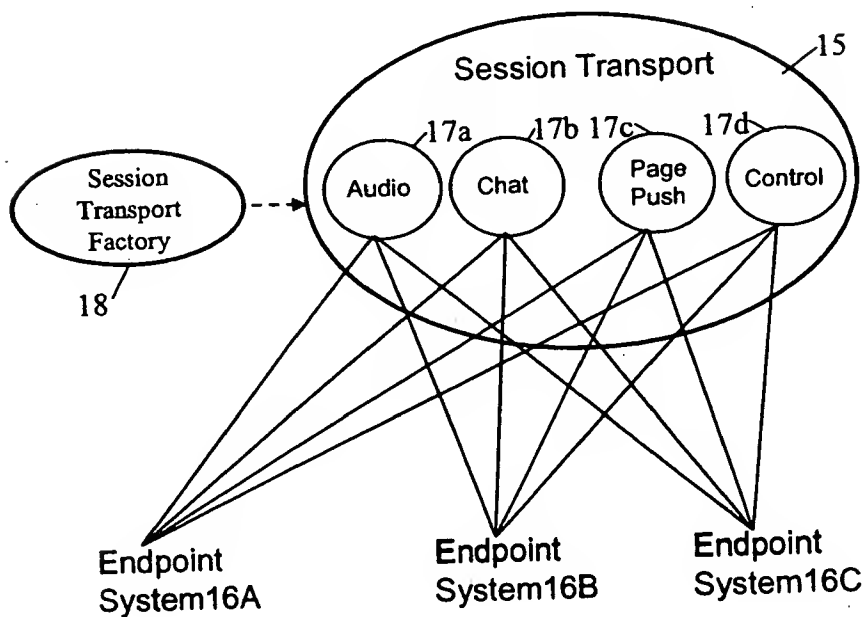 15
Session Transport
17a
17b
17c
17d
Audio
Chat
Page
Push
Control
Session
Transport
Factory
18
Endpoint
System16A
Endpoint
System16B
Endpoint
System16C